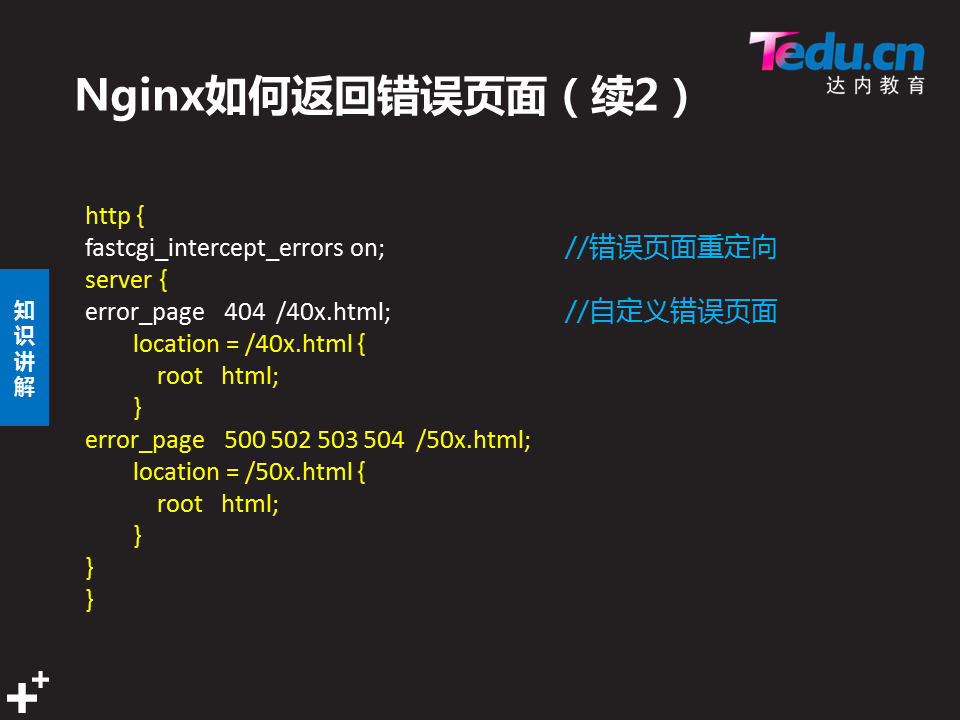 Tedu.cn
达内教育
Nginx如何返回错误页面（续2）
知识讲解
http {
fastcgi_intercept_errors on; //错误页面重定向
server {
error_page 404 /40x.html; //自定义错误页面
location = /40x.html {
root html;
}
error_page 500 502 503 504 /50x.html;
location = /50x.html {
root html;
}
}
}